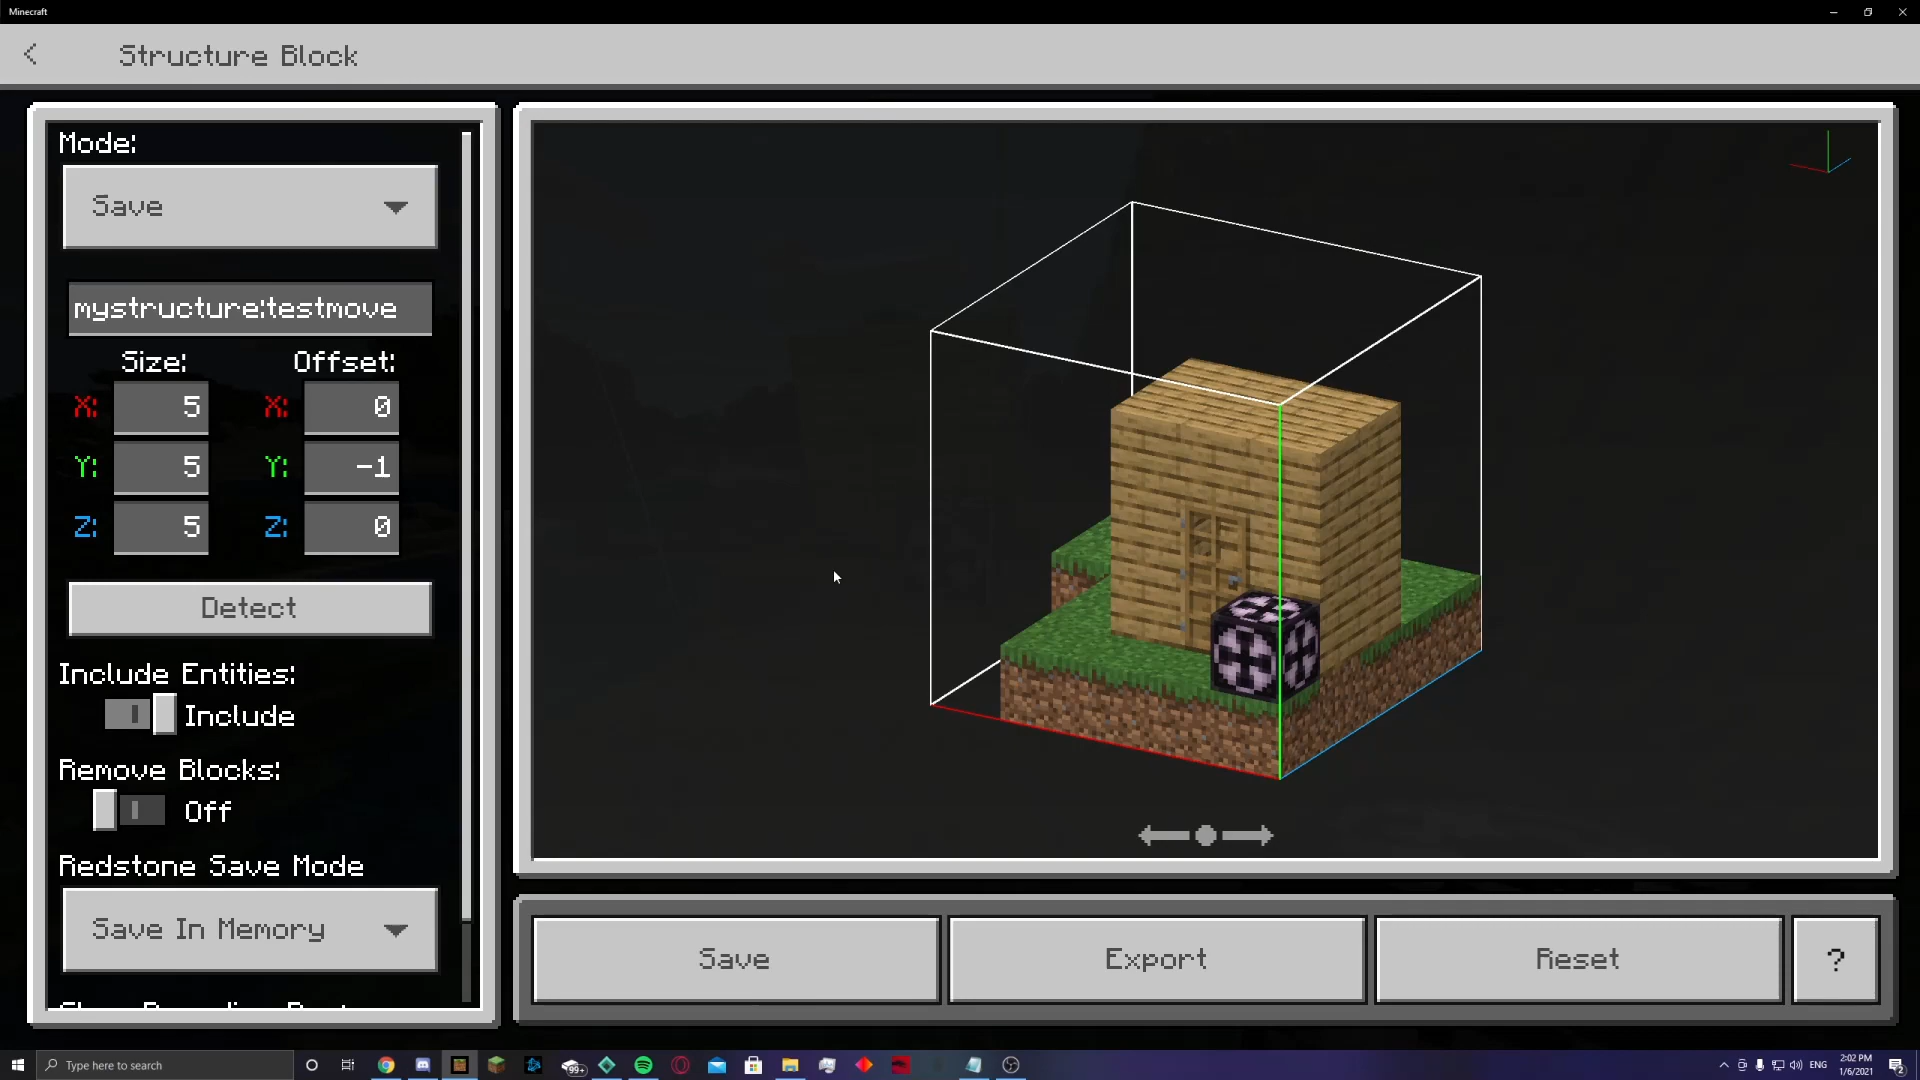 Minecraft
Structure Block
Mode:
Save
mystructure:testmove
Size: Offset:
X: 5 X: 0
Y: 5 Y: -1
Z: 5 Z: 0
Detect
Include Entities:
Include
Remove Blocks:
Off
Redstone Save Mode
Save In Memory
Save Export Reset ?
Type here to search
99+
ENG
2:02 PM
1/6/2021
2